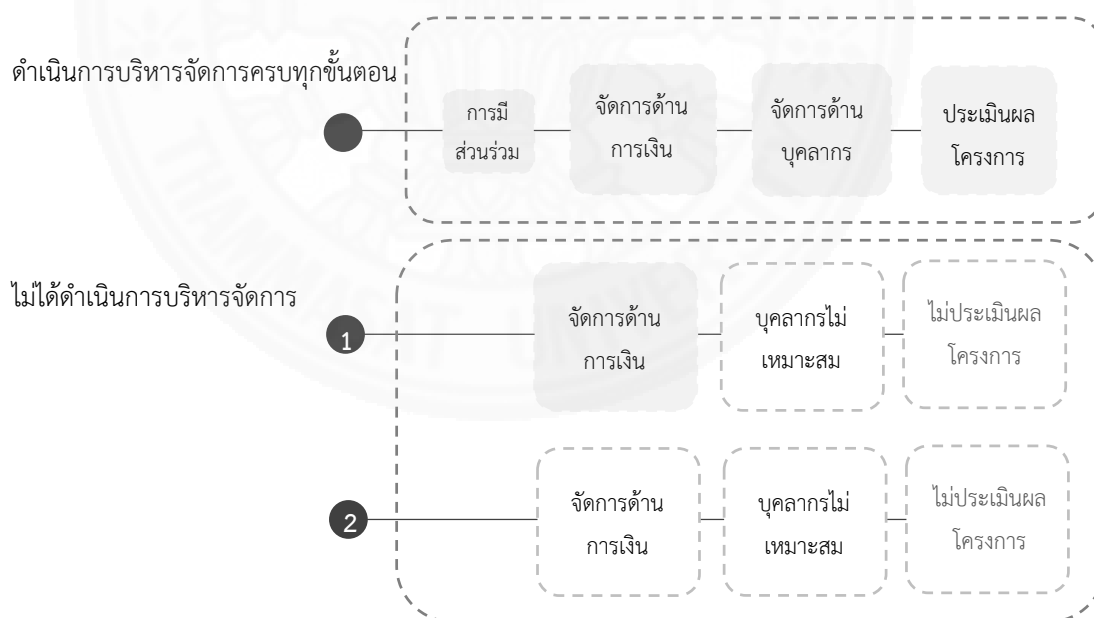 ดำเนินการบริหารจัดการครบทุกขั้นตอน
การมี
ส่วนร่วม
จัดการด้าน
การเงิน
จัดการด้าน
บุคลากร
ประเมินผล
โครงการ
ไม่ได้ดำเนินการบริหารจัดการ
1
จัดการด้าน
การเงิน
บุคลากรไม่
เหมาะสม
ไม่ประเมินผล
โครงการ
2
จัดการด้าน
การเงิน
บุคลากรไม่
เหมาะสม
ไม่ประเมินผล
โครงการ